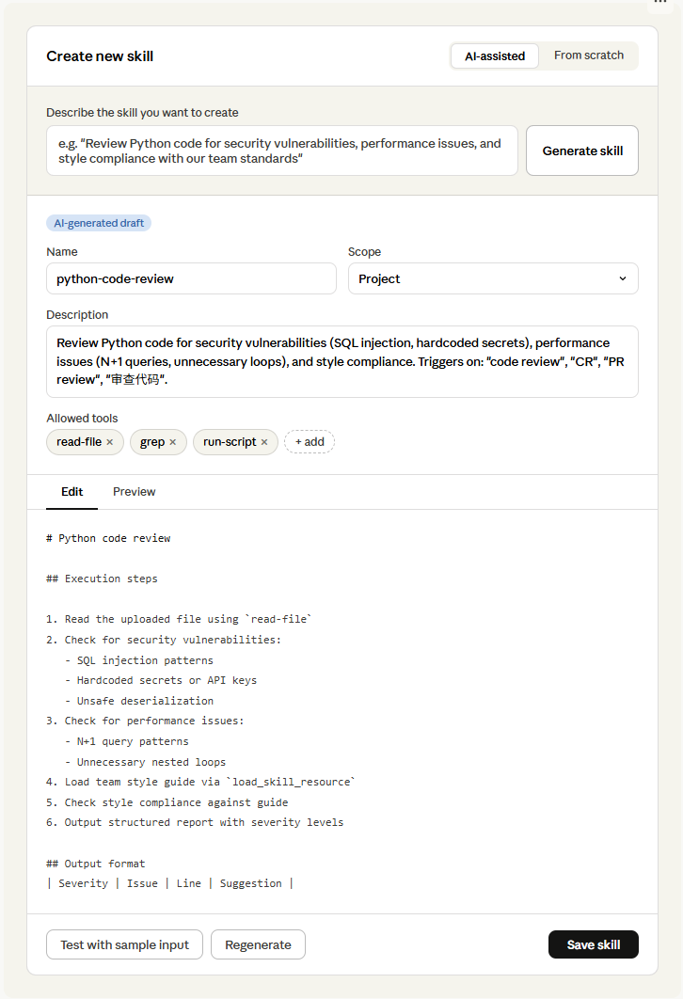 Create new skill
AI-assisted
From scratch
Describe the skill you want to create
e.g. "Review Python code for security vulnerabilities, performance issues, and
style compliance with our team standards"
Generate skill
AI-generated draft
Name
Scope
python-code-review
Project
Description
Review Python code for security vulnerabilities (SQL injection, hardcoded secrets), performance
issues (N+1 queries, unnecessary loops), and style compliance. Triggers on: "code review", "CR", "PR
review", "审查代码".
Allowed tools
read-file ×
grep ×
run-script ×
+ add
Edit
Preview
# Python code review
## Execution steps
1. Read the uploaded file using `read-file`
2. Check for security vulnerabilities:
- SQL injection patterns
- Hardcoded secrets or API keys
- Unsafe deserialization
3. Check for performance issues:
- N+1 query patterns
- Unnecessary nested loops
4. Load team style guide via `load_skill_resource`
5. Check style compliance against guide
6. Output structured report with severity levels
## Output format
| Severity | Issue | Line | Suggestion |
Test with sample input
Regenerate
Save skill